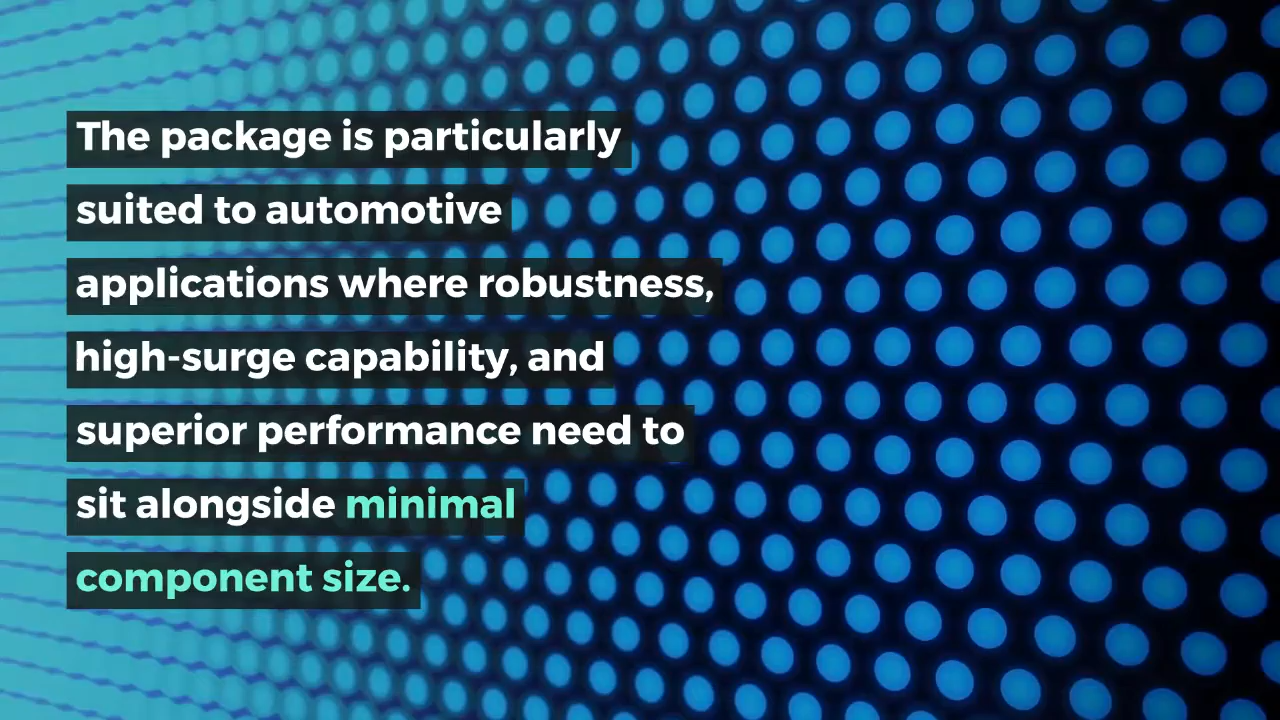 The package is particularly
suited to automotive
applications where robustness,
high-surge capability, and
superior performance need to
sit alongside minimal
component size.